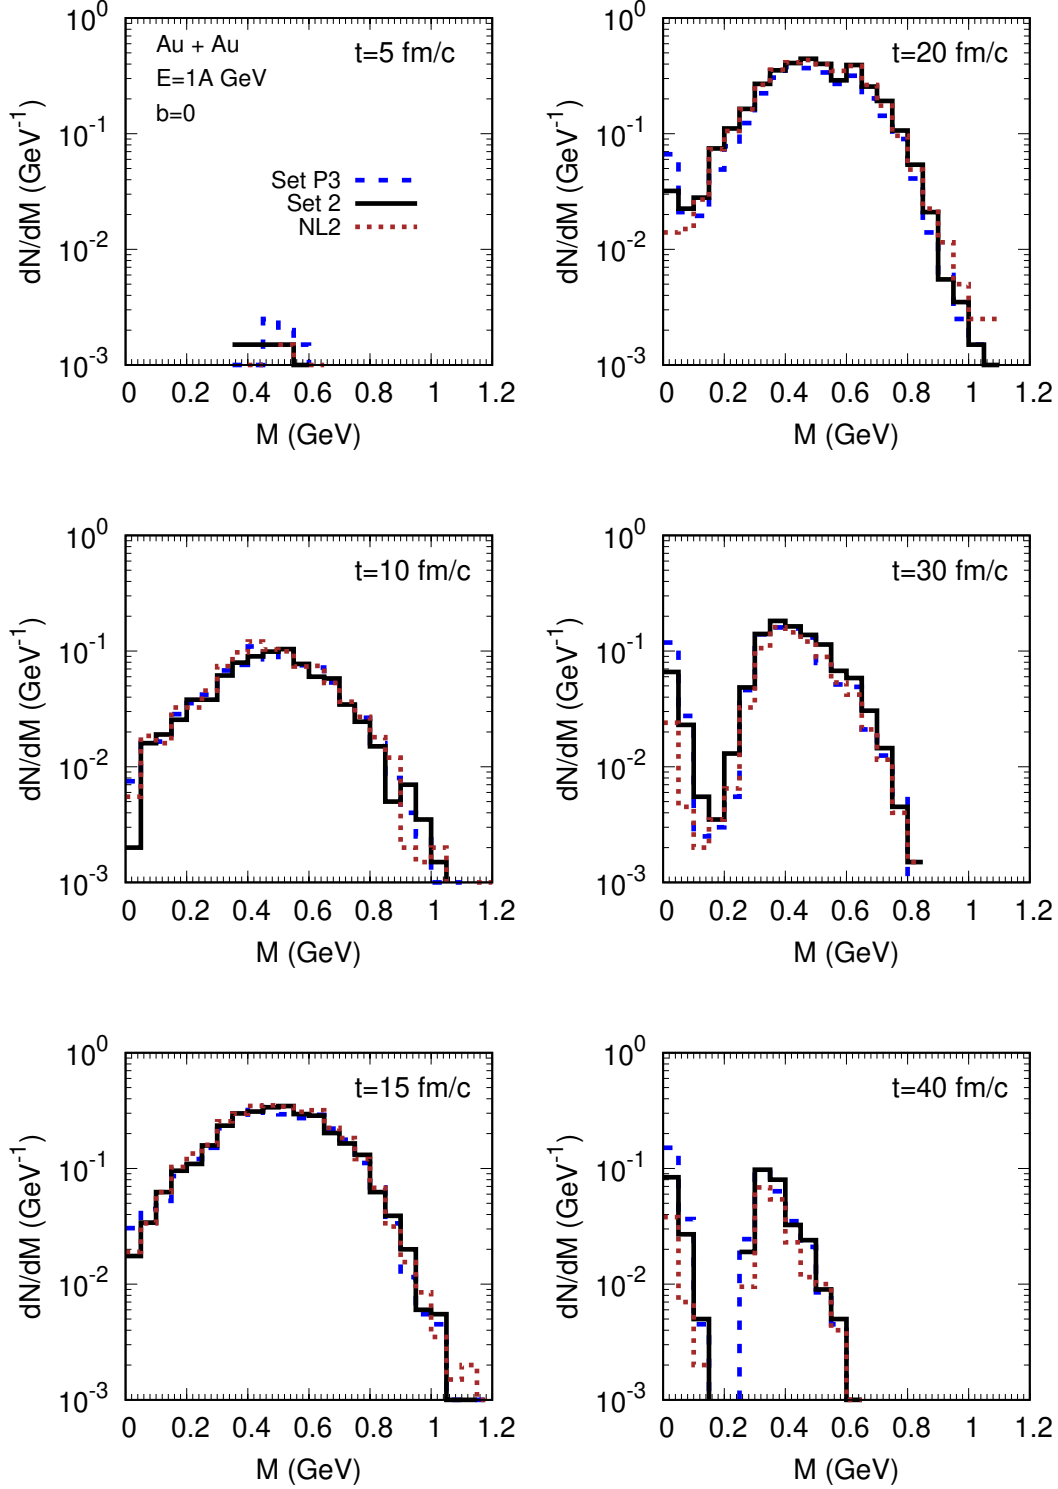 10^0
10^-1
10^-2
10^-3
dN/dM (GeV^-1)
Au + Au
E=1A GeV
b=0
t=5 fm/c
Set P3
Set 2
NL2
0 0.2 0.4 0.6 0.8 1 1.2
M (GeV)
10^0
10^-1
10^-2
10^-3
dN/dM (GeV^-1)
t=20 fm/c
0 0.2 0.4 0.6 0.8 1 1.2
M (GeV)
10^0
10^-1
10^-2
10^-3
dN/dM (GeV^-1)
t=10 fm/c
0 0.2 0.4 0.6 0.8 1 1.2
M (GeV)
10^0
10^-1
10^-2
10^-3
dN/dM (GeV^-1)
t=30 fm/c
0 0.2 0.4 0.6 0.8 1 1.2
M (GeV)
10^0
10^-1
10^-2
10^-3
dN/dM (GeV^-1)
t=15 fm/c
0 0.2 0.4 0.6 0.8 1 1.2
M (GeV)
10^0
10^-1
10^-2
10^-3
dN/dM (GeV^-1)
t=40 fm/c
0 0.2 0.4 0.6 0.8 1 1.2
M (GeV)